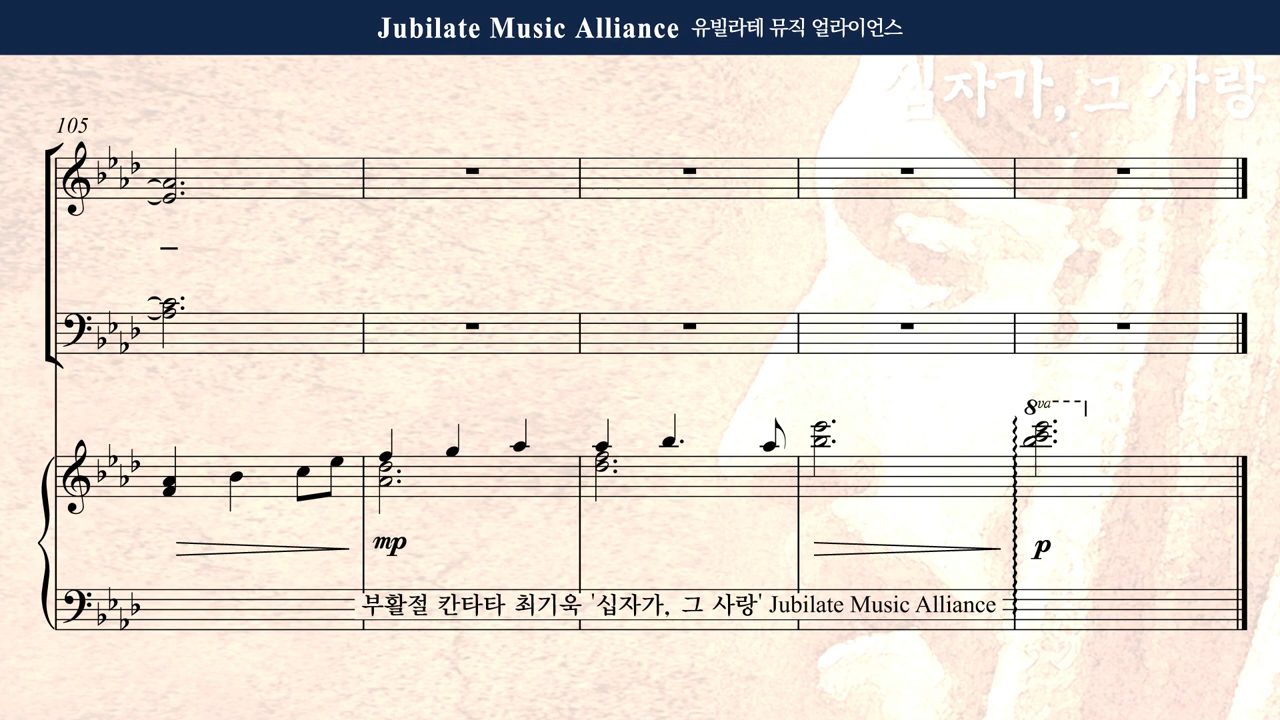 Jubilate Music Alliance 유빌라테 뮤직 얼라이언스
십자가, 그 사랑
105
8va
mp
p
부활절 칸타타 최기욱 '십자가, 그 사랑' Jubilate Music Alliance